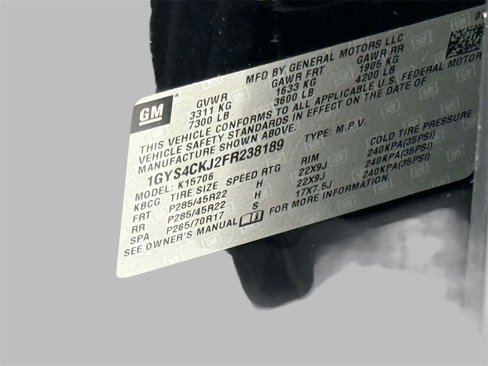 0
GM
MFD BY GENERAL MOTORS LLC
GVWR GAWR FRT GAWR RR
3311 KG 1633 KG 1905 KG
7300 LB 3600 LB 4200 LB
THIS VEHICLE CONFORMS TO ALL APPLICABLE U.S. FEDERAL MOTOR
VEHICLE SAFETY STANDARDS IN EFFECT ON THE DATE OF
MANUFACTURE SHOWN ABOVE.
1GYS4CKJ2FR238189 TYPE: M.P.V.
MODEL: K15706
KBCG TIRE SIZE SPEED RTG RIM COLD TIRE PRESSURE
FRT P285/45R22 H 22X9J 240KPA(35PSI)
RR P285/45R22 H 22X9J 240KPA(35PSI)
SPA P265/70R17 S 17X7.5J 240KPA(35PSI)
SEE OWNER'S MANUAL FOR MORE INFORMATION